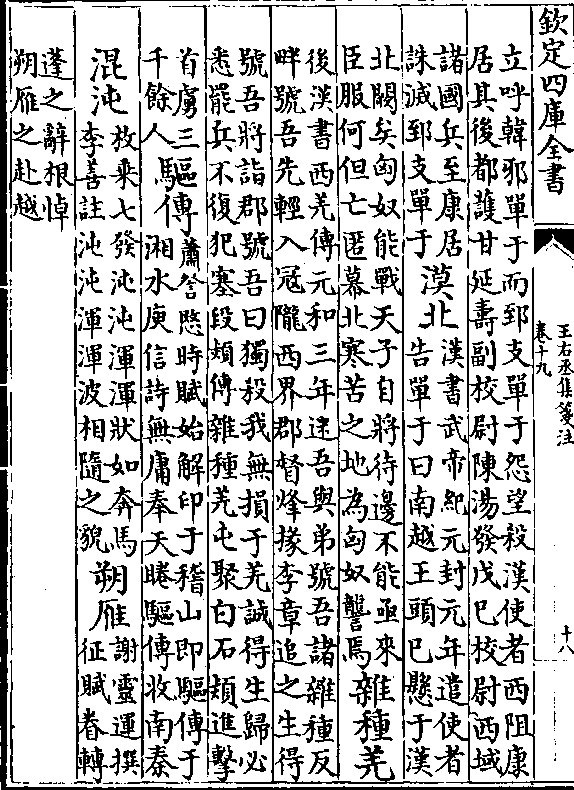 欽定四庫全書
王右丞集箋注
卷十九
十八
立呼韓邪單于而郅支單于怨望殺漢使者西阻康
居其後都護甘延壽副校尉陳湯發戊巳校尉西域
諸國兵至康居
誅滅郅支單于
漠北
漢書武帝紀元封元年遣使者
告單于曰南越王頭已懸于漢
北闕矣匈奴能戰天子自將待邊不能亟來
臣服何但亡匿幕北寒苦之地為匈奴讋焉
雜種羌
後漢書西羌傳元和三年迷吾與弟號吾諸雜種反
畔號吾先輕入冦隴西界郡督烽掾李章追之生得
號吾將詣郡號吾曰獨殺我無損于羌誠得生歸必
悉罷兵不復犯塞段熲傳雜種羌屯聚白石熲進擊
首虜三
千餘人
驅傳
蕭詧愍時賦始解印于稽山即驅傳于
湘水庾信詩無庸奉天睠驅傳牧南秦
混沌
枚乗七發沌沌渾渾狀如奔馬
李善註沌沌渾渾波相隨之貌
朔雁
謝靈運撰
征賦眷轉
蓬之辭根悼
朔雁之赴越